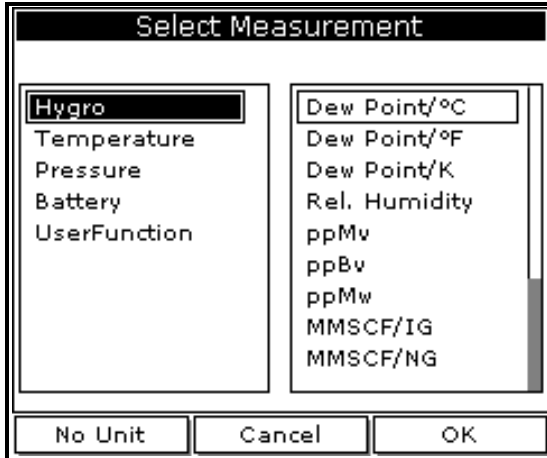 Select Measurement
Hygro
Temperature
Pressure
Battery
UserFunction
Dew Point/°C
Dew Point/°F
Dew Point/K
Rel. Humidity
ppMv
ppBv
ppMw
MMSCF/IG
MMSCF/NG
No Unit
Cancel
OK